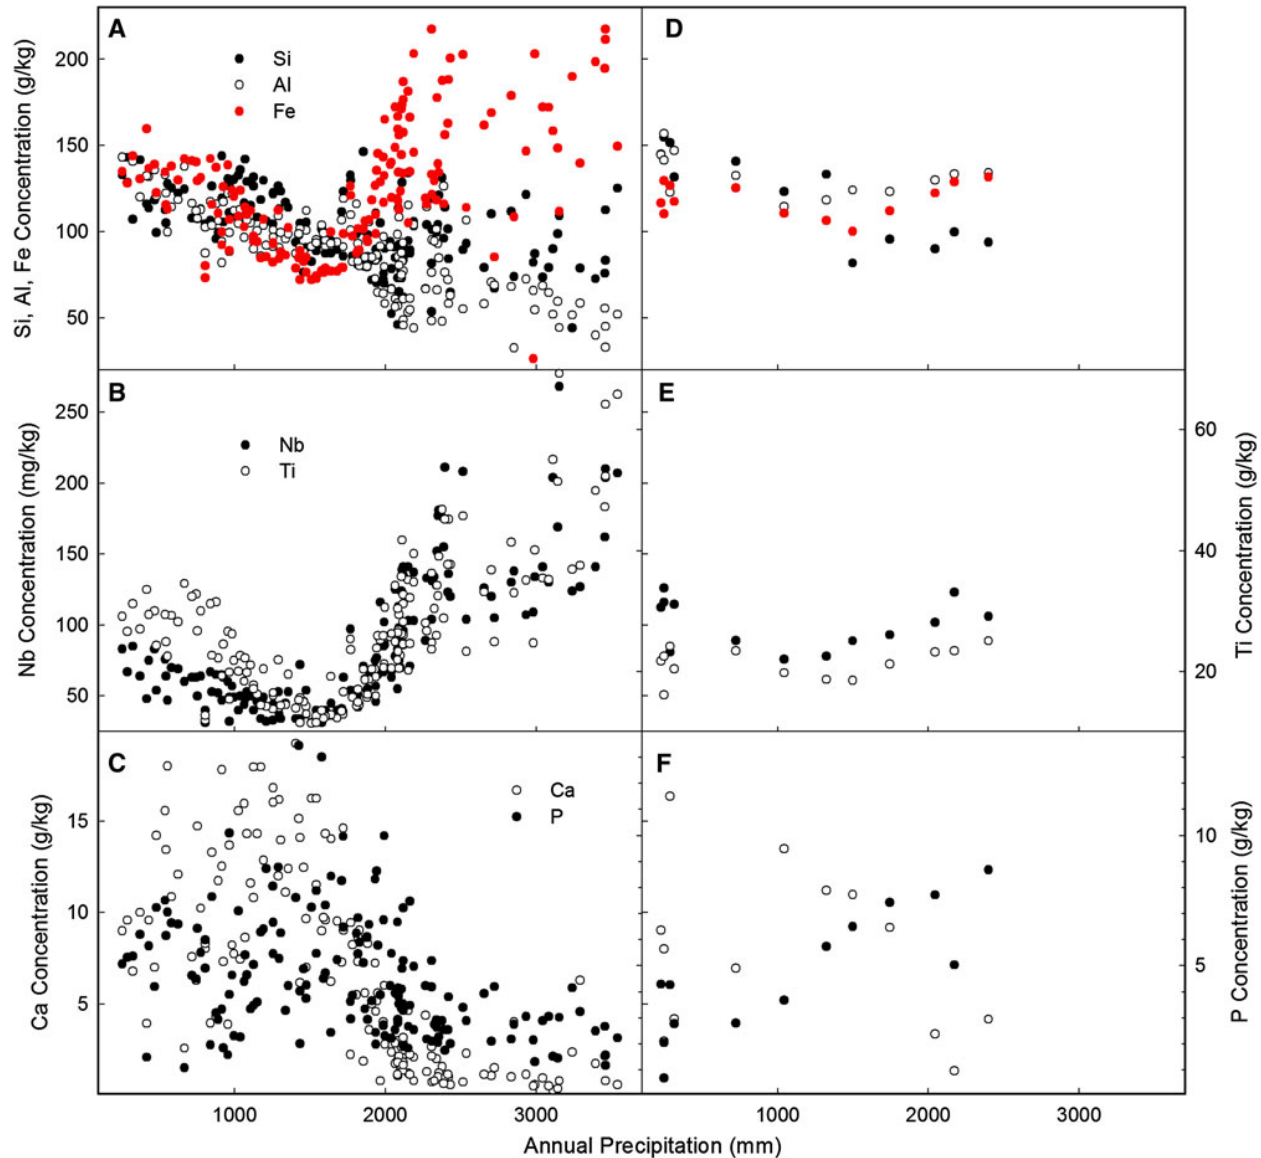 A
D
Si
Al
Fe
Si, Al, Fe Concentration (g/kg)
200
150
100
50
B
E
Nb
Ti
Nb Concentration (mg/kg)
250
200
150
100
50
60
40
20
Ti Concentration (g/kg)
C
F
Ca
P
Ca Concentration (g/kg)
15
10
5
10
5
P Concentration (g/kg)
1000 2000 3000 1000 2000 3000
Annual Precipitation (mm)